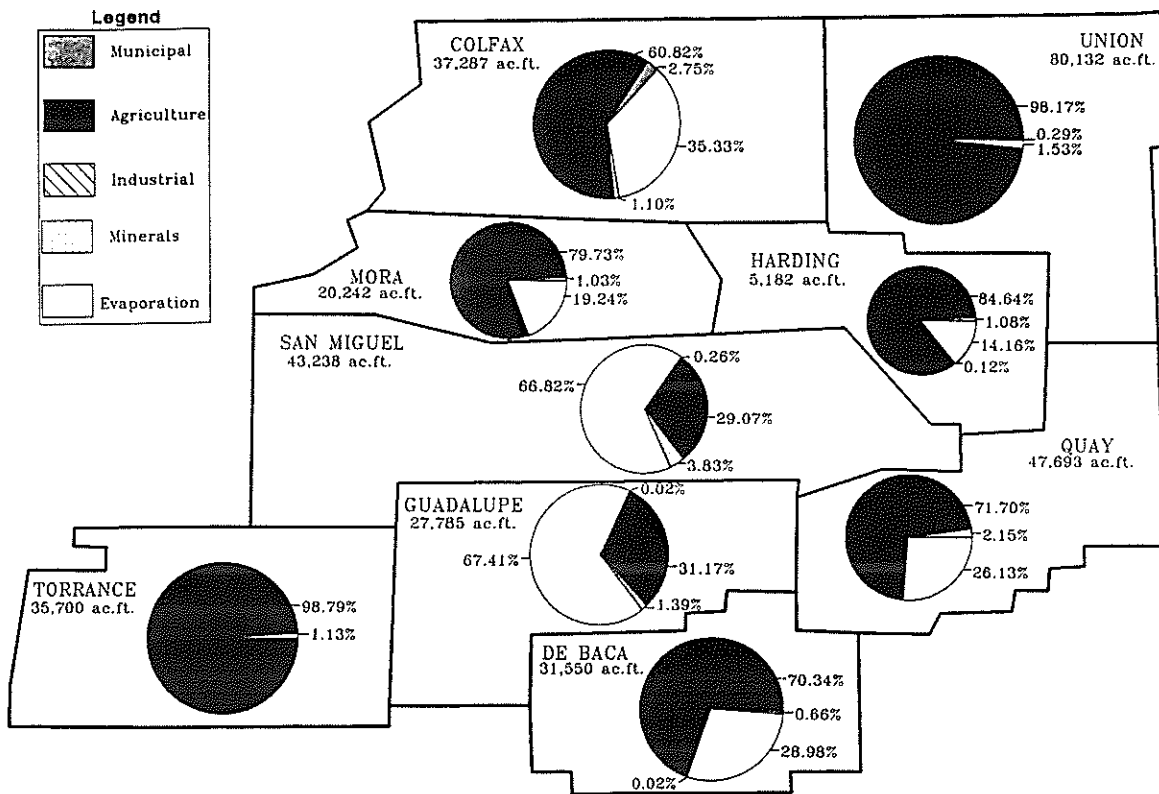 Legend
Municipal
Agriculture
Industrial
Minerals
Evaporation
COLFAX
37,287 ac.ft.
60.82%
2.75%
35.33%
1.10%
UNION
80,132 ac.ft.
98.17%
0.29%
1.53%
MORA
20,242 ac.ft.
79.73%
1.03%
19.24%
HARDING
5,182 ac.ft.
84.64%
1.08%
14.16%
0.12%
SAN MIGUEL
43,238 ac.ft.
66.82%
0.26%
29.07%
3.83%
QUAY
47,693 ac.ft.
71.70%
2.15%
26.13%
GUADALUPE
27,785 ac.ft.
67.41%
0.02%
31.17%
1.39%
TORRANCE
35,700 ac.ft.
98.79%
1.13%
DE BACA
31,550 ac.ft.
70.34%
0.66%
28.98%
0.02%